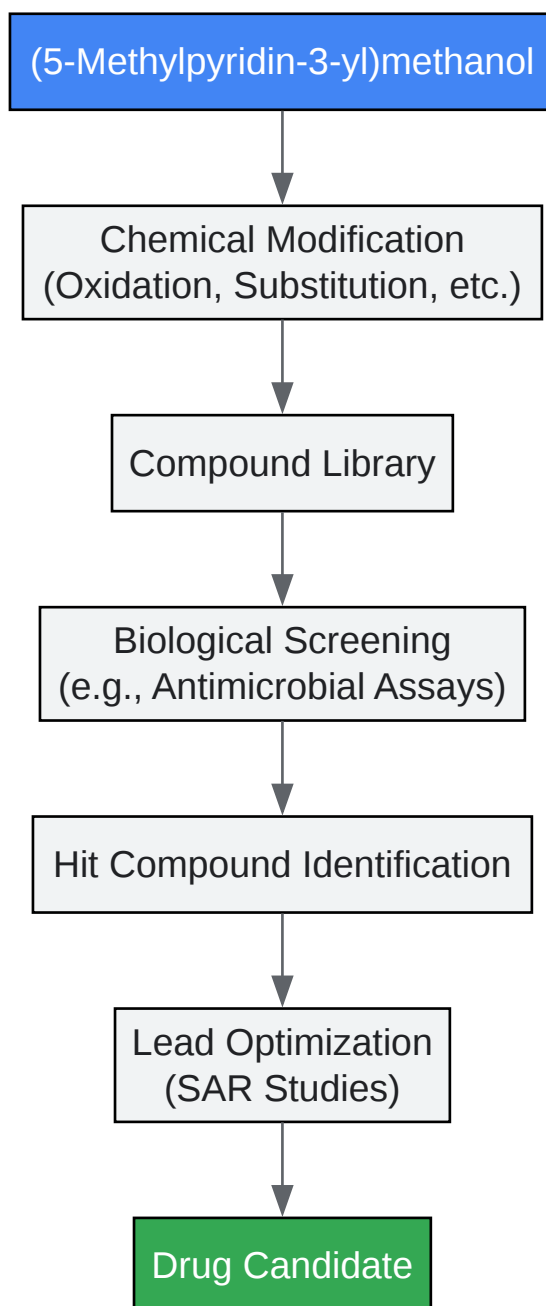 (5-Methylpyridin-3-yl)methanol
Chemical Modification
(Oxidation, Substitution, etc.)
Compound Library
Biological Screening
(e.g., Antimicrobial Assays)
Hit Compound Identification
Lead Optimization
(SAR Studies)
Drug Candidate